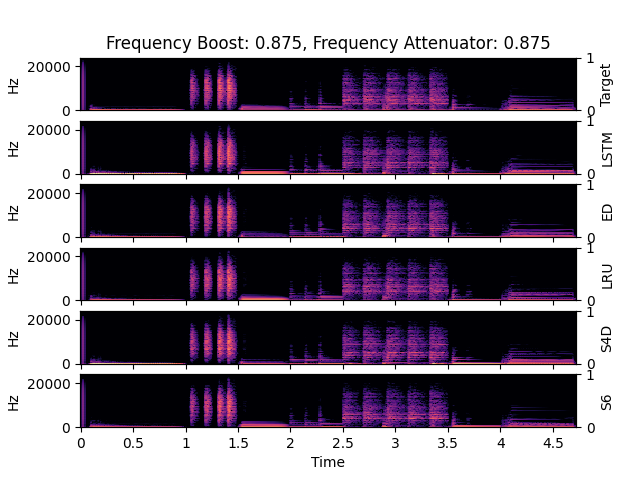 Frequency Boost: 0.875, Frequency Attenuator: 0.875
20000 1
Hz Target
0 0
1
20000
Hz LSTM
0 0
1
20000
Hz ED
0 0
1
20000
Hz LRU
0 0
1
20000
Hz S4D
0 0
1
20000
Hz S6
0 0
0 0.5 1 1.5 2 2.5 3 3.5 4 4.5
Time